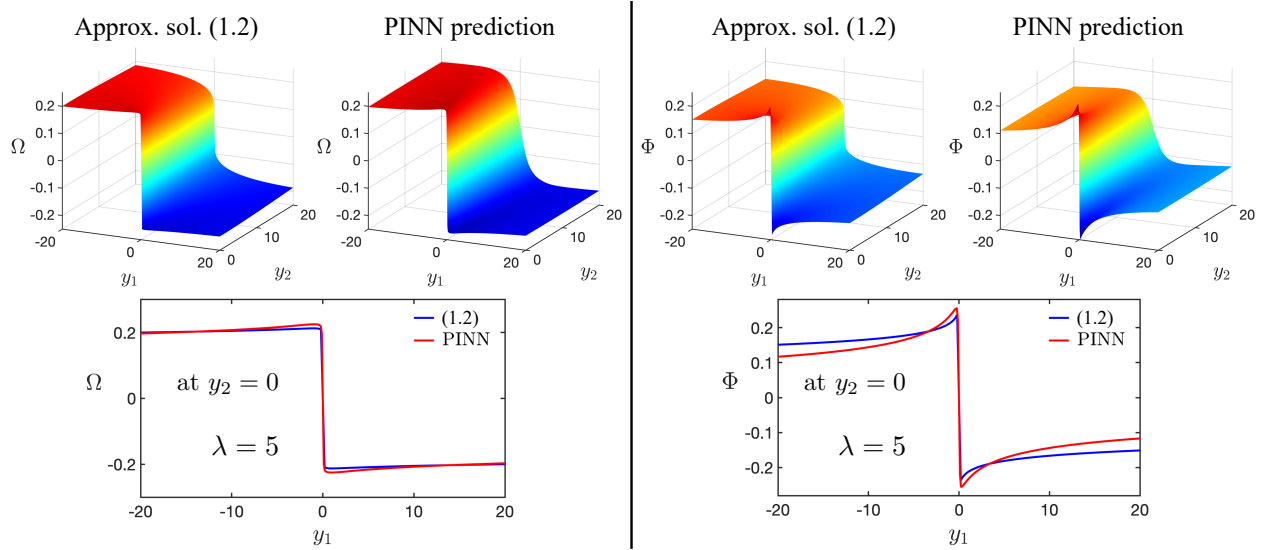 Approx. sol. (1.2)
PINN prediction
0.2
0.1
0
-0.1
-0.2
Ω
-20
0
20
y₁
0
10
20
y₂
0.2
0.1
0
-0.1
-0.2
Ω
-20
0
20
y₁
0
10
20
y₂
0.2
0
-0.2
Ω
at y₂ = 0
λ = 5
(1.2)
PINN
-20
-10
0
10
20
y₁
Approx. sol. (1.2)
PINN prediction
0.2
0.1
0
-0.1
-0.2
Φ
-20
0
20
y₁
0
10
20
y₂
0.2
0.1
0
-0.1
-0.2
Φ
-20
0
20
y₁
0
10
20
y₂
0.2
0.1
0
-0.1
-0.2
Φ
at y₂ = 0
λ = 5
(1.2)
PINN
-20
-10
0
10
20
y₁